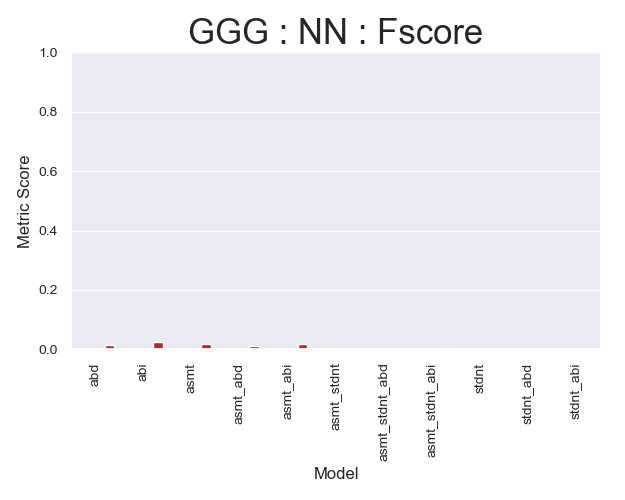 GGG : NN : Fscore
1.0
0.8
0.6
0.4
0.2
0.0
Metric Score
abd
abi
asmt
asmt_abd
asmt_abi
asmt_stdnt
asmt_stdnt_abd
asmt_stdnt_abi
stdnt
stdnt_abd
stdnt_abi
Model